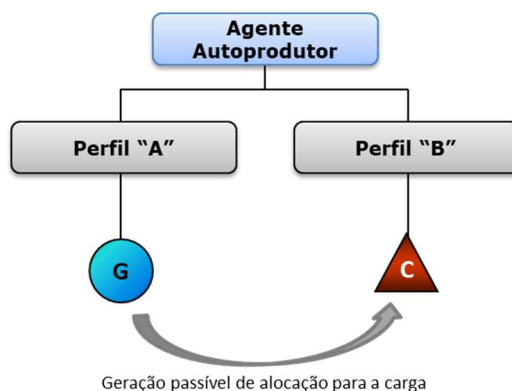 Agente
Autoprodutor
Perfil “A”
Perfil “B”
G
C
Geração passível de alocação para a carga